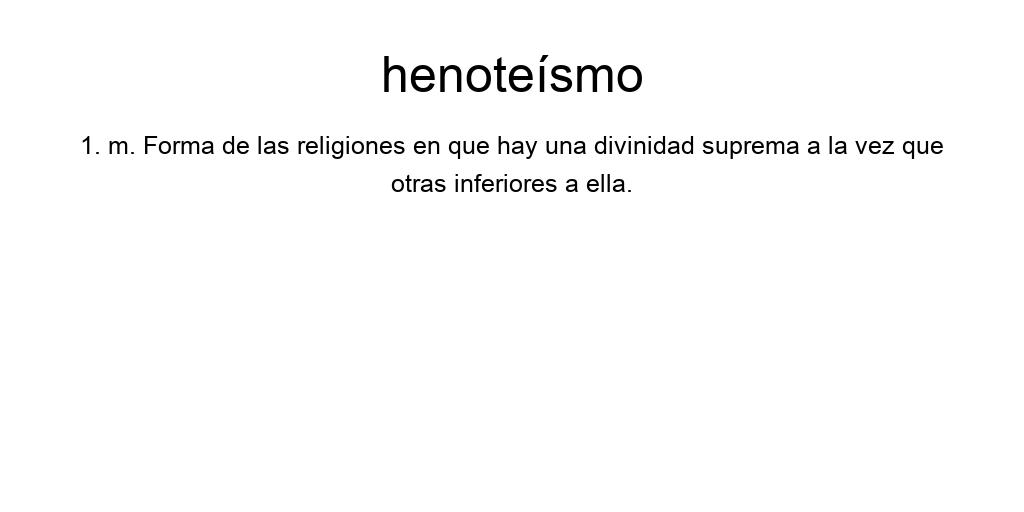 henoteísmo
1. m. Forma de las religiones en que hay una divinidad suprema a la vez que
otras inferiores a ella.